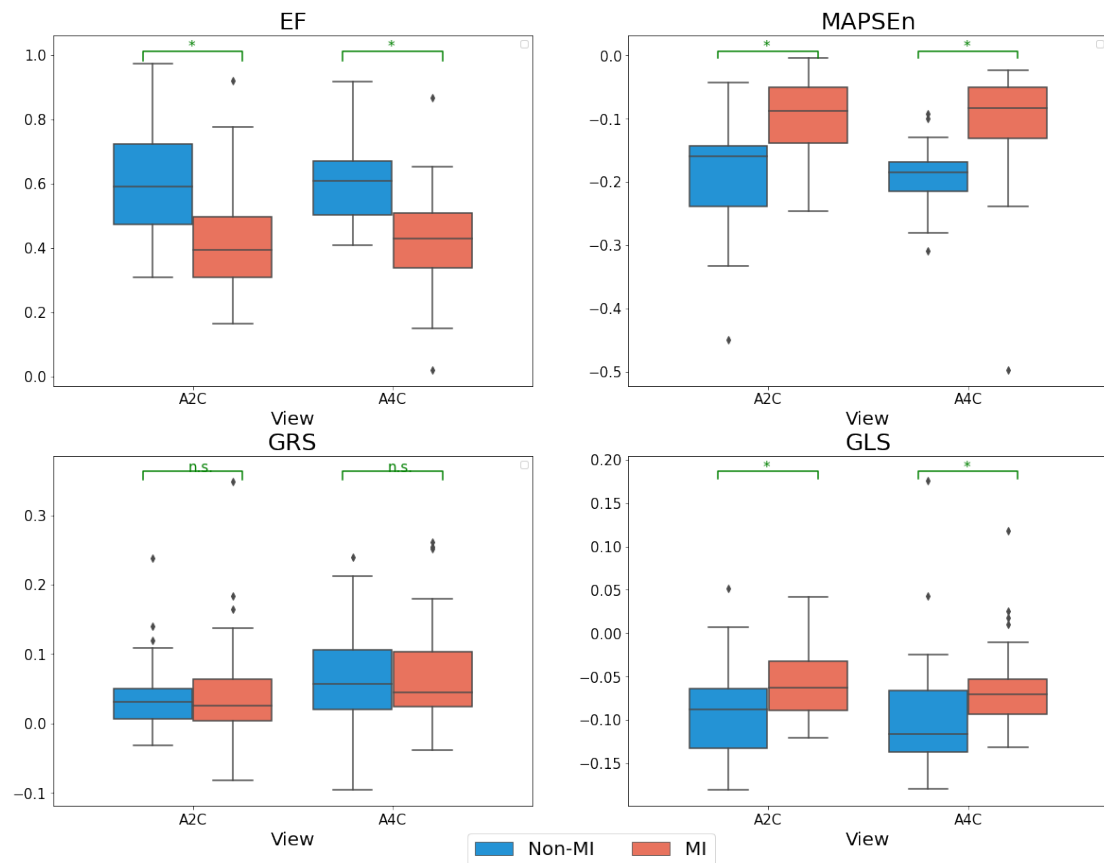 EF
1.0
0.8
0.6
0.4
0.2
0.0
*
*
A2C
A4C
View
MAPSEn
−0.0
−0.1
−0.2
−0.3
−0.4
−0.5
*
*
A2C
A4C
View
GRS
0.3
0.2
0.1
0.0
−0.1
n.s.
n.s.
A2C
A4C
View
GLS
0.20
0.15
0.10
0.05
0.00
−0.05
−0.10
−0.15
*
*
A2C
A4C
View
Non-MI MI